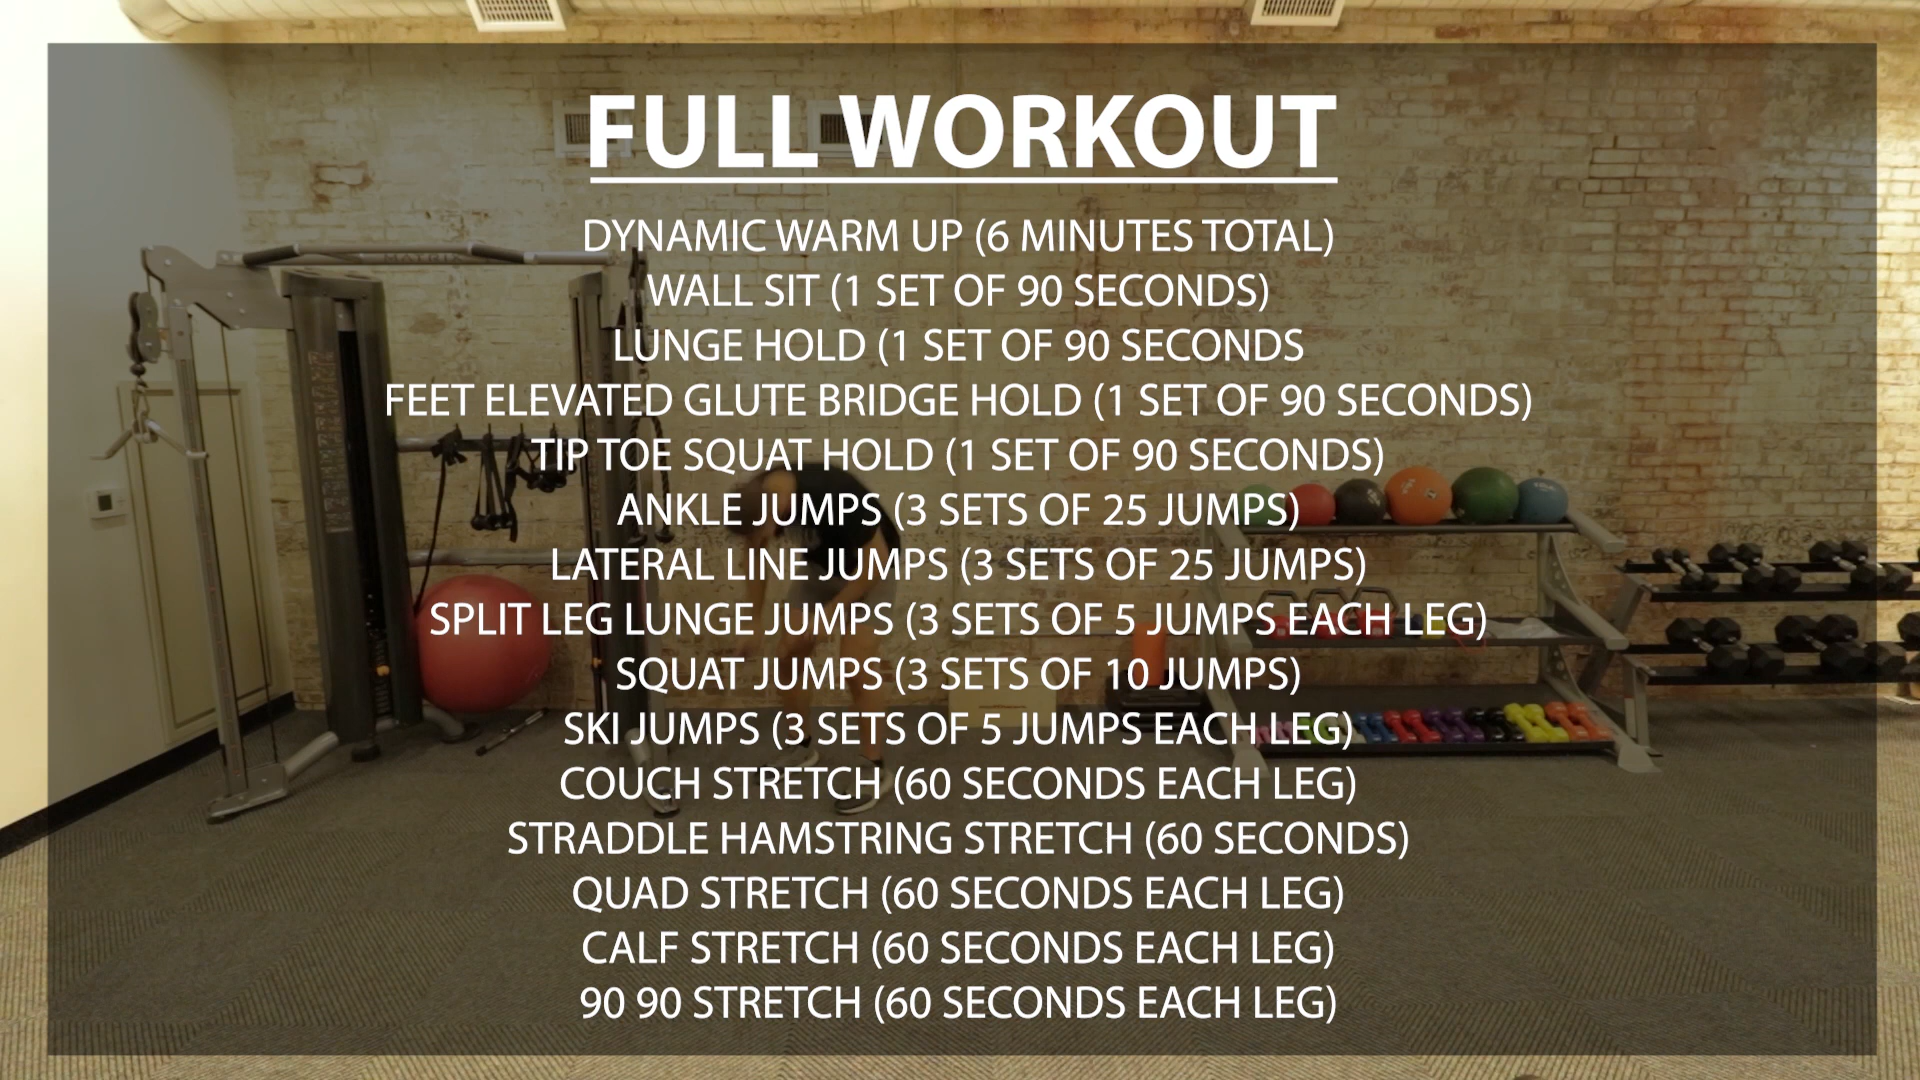 FULL WORKOUT
DYNAMIC WARM UP (6 MINUTES TOTAL)
WALL SIT (1 SET OF 90 SECONDS)
LUNGE HOLD (1 SET OF 90 SECONDS
FEET ELEVATED GLUTE BRIDGE HOLD (1 SET OF 90 SECONDS)
TIP TOE SQUAT HOLD (1 SET OF 90 SECONDS)
ANKLE JUMPS (3 SETS OF 25 JUMPS)
LATERAL LINE JUMPS (3 SETS OF 25 JUMPS)
SPLIT LEG LUNGE JUMPS (3 SETS OF 5 JUMPS EACH LEG)
SQUAT JUMPS (3 SETS OF 10 JUMPS)
SKI JUMPS (3 SETS OF 5 JUMPS EACH LEG)
COUCH STRETCH (60 SECONDS EACH LEG)
STRADDLE HAMSTRING STRETCH (60 SECONDS)
QUAD STRETCH (60 SECONDS EACH LEG)
CALF STRETCH (60 SECONDS EACH LEG)
90 90 STRETCH (60 SECONDS EACH LEG)
MATRIX